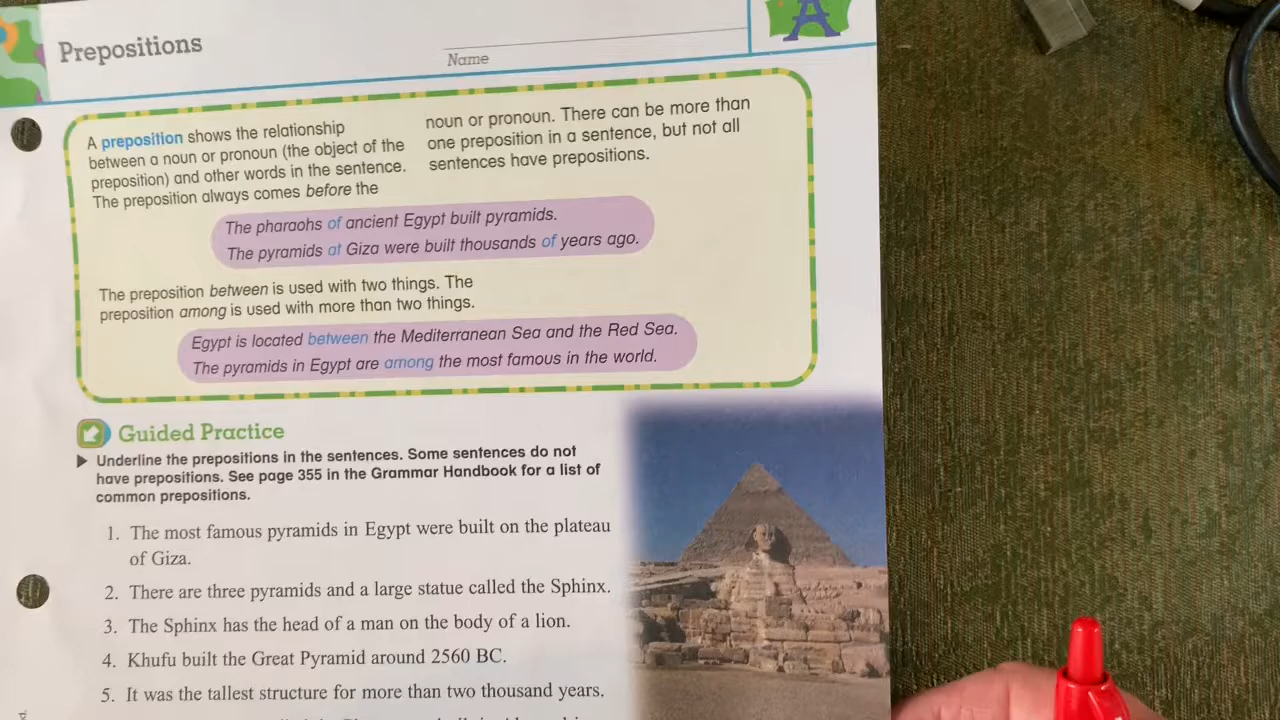 Prepositions
Name
A preposition shows the relationship
between a noun or pronoun (the object of the
preposition) and other words in the sentence.
The preposition always comes before the
noun or pronoun. There can be more than
one preposition in a sentence, but not all
sentences have prepositions.
The pharaohs of ancient Egypt built pyramids.
The pyramids at Giza were built thousands of years ago.
The preposition between is used with two things. The
preposition among is used with more than two things.
Egypt is located between the Mediterranean Sea and the Red Sea.
The pyramids in Egypt are among the most famous in the world.
Guided Practice
Underline the prepositions in the sentences. Some sentences do not
have prepositions. See page 355 in the Grammar Handbook for a list of
common prepositions.
1. The most famous pyramids in Egypt were built on the plateau
of Giza.
2. There are three pyramids and a large statue called the Sphinx.
3. The Sphinx has the head of a man on the body of a lion.
4. Khufu built the Great Pyramid around 2560 BC.
5. It was the tallest structure for more than two thousand years.